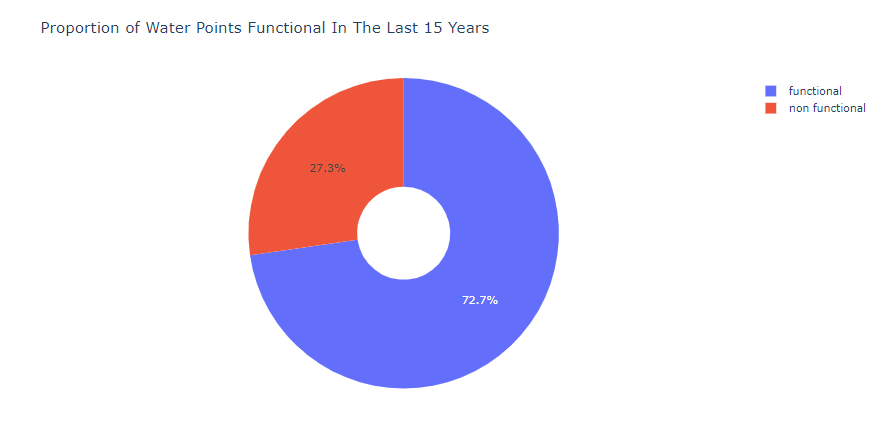 Proportion of Water Points Functional In The Last 15 Years
functional
non functional
27.3%
72.7%